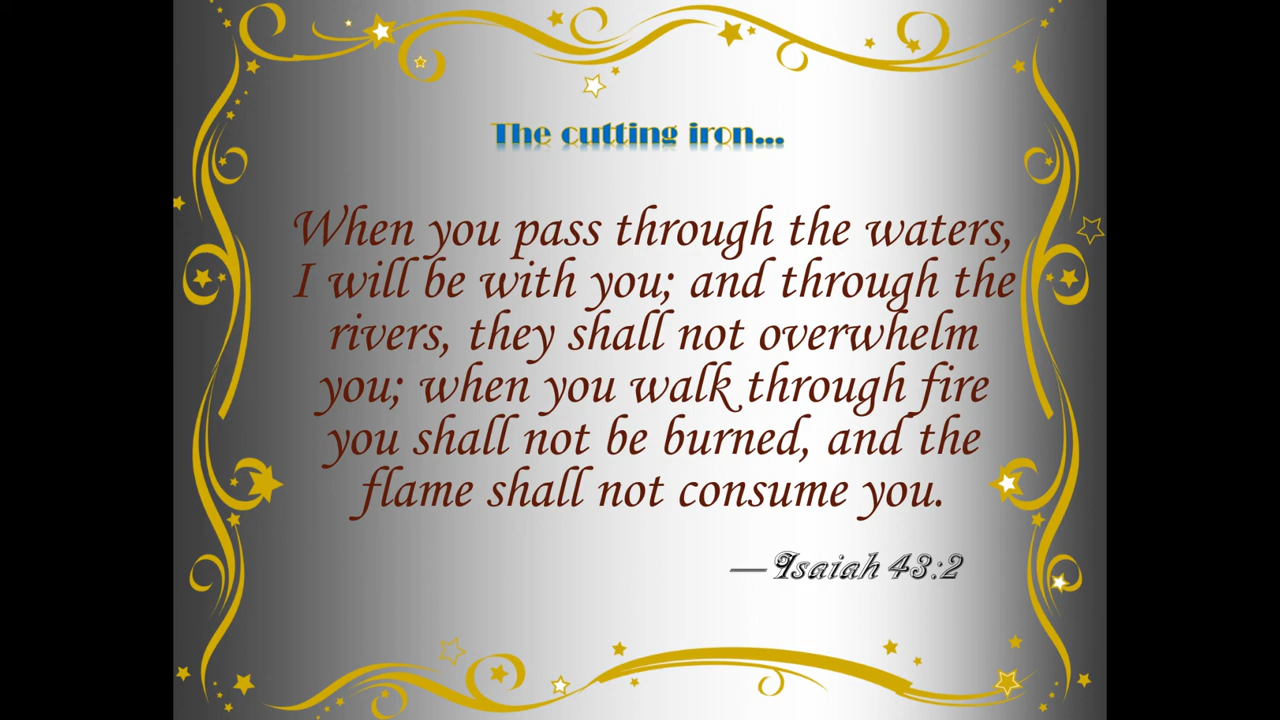 The cutting iron...
When you pass through the waters,
I will be with you; and through the
rivers, they shall not overwhelm
you; when you walk through fire
you shall not be burned, and the
flame shall not consume you.
—Isaiah 43:2